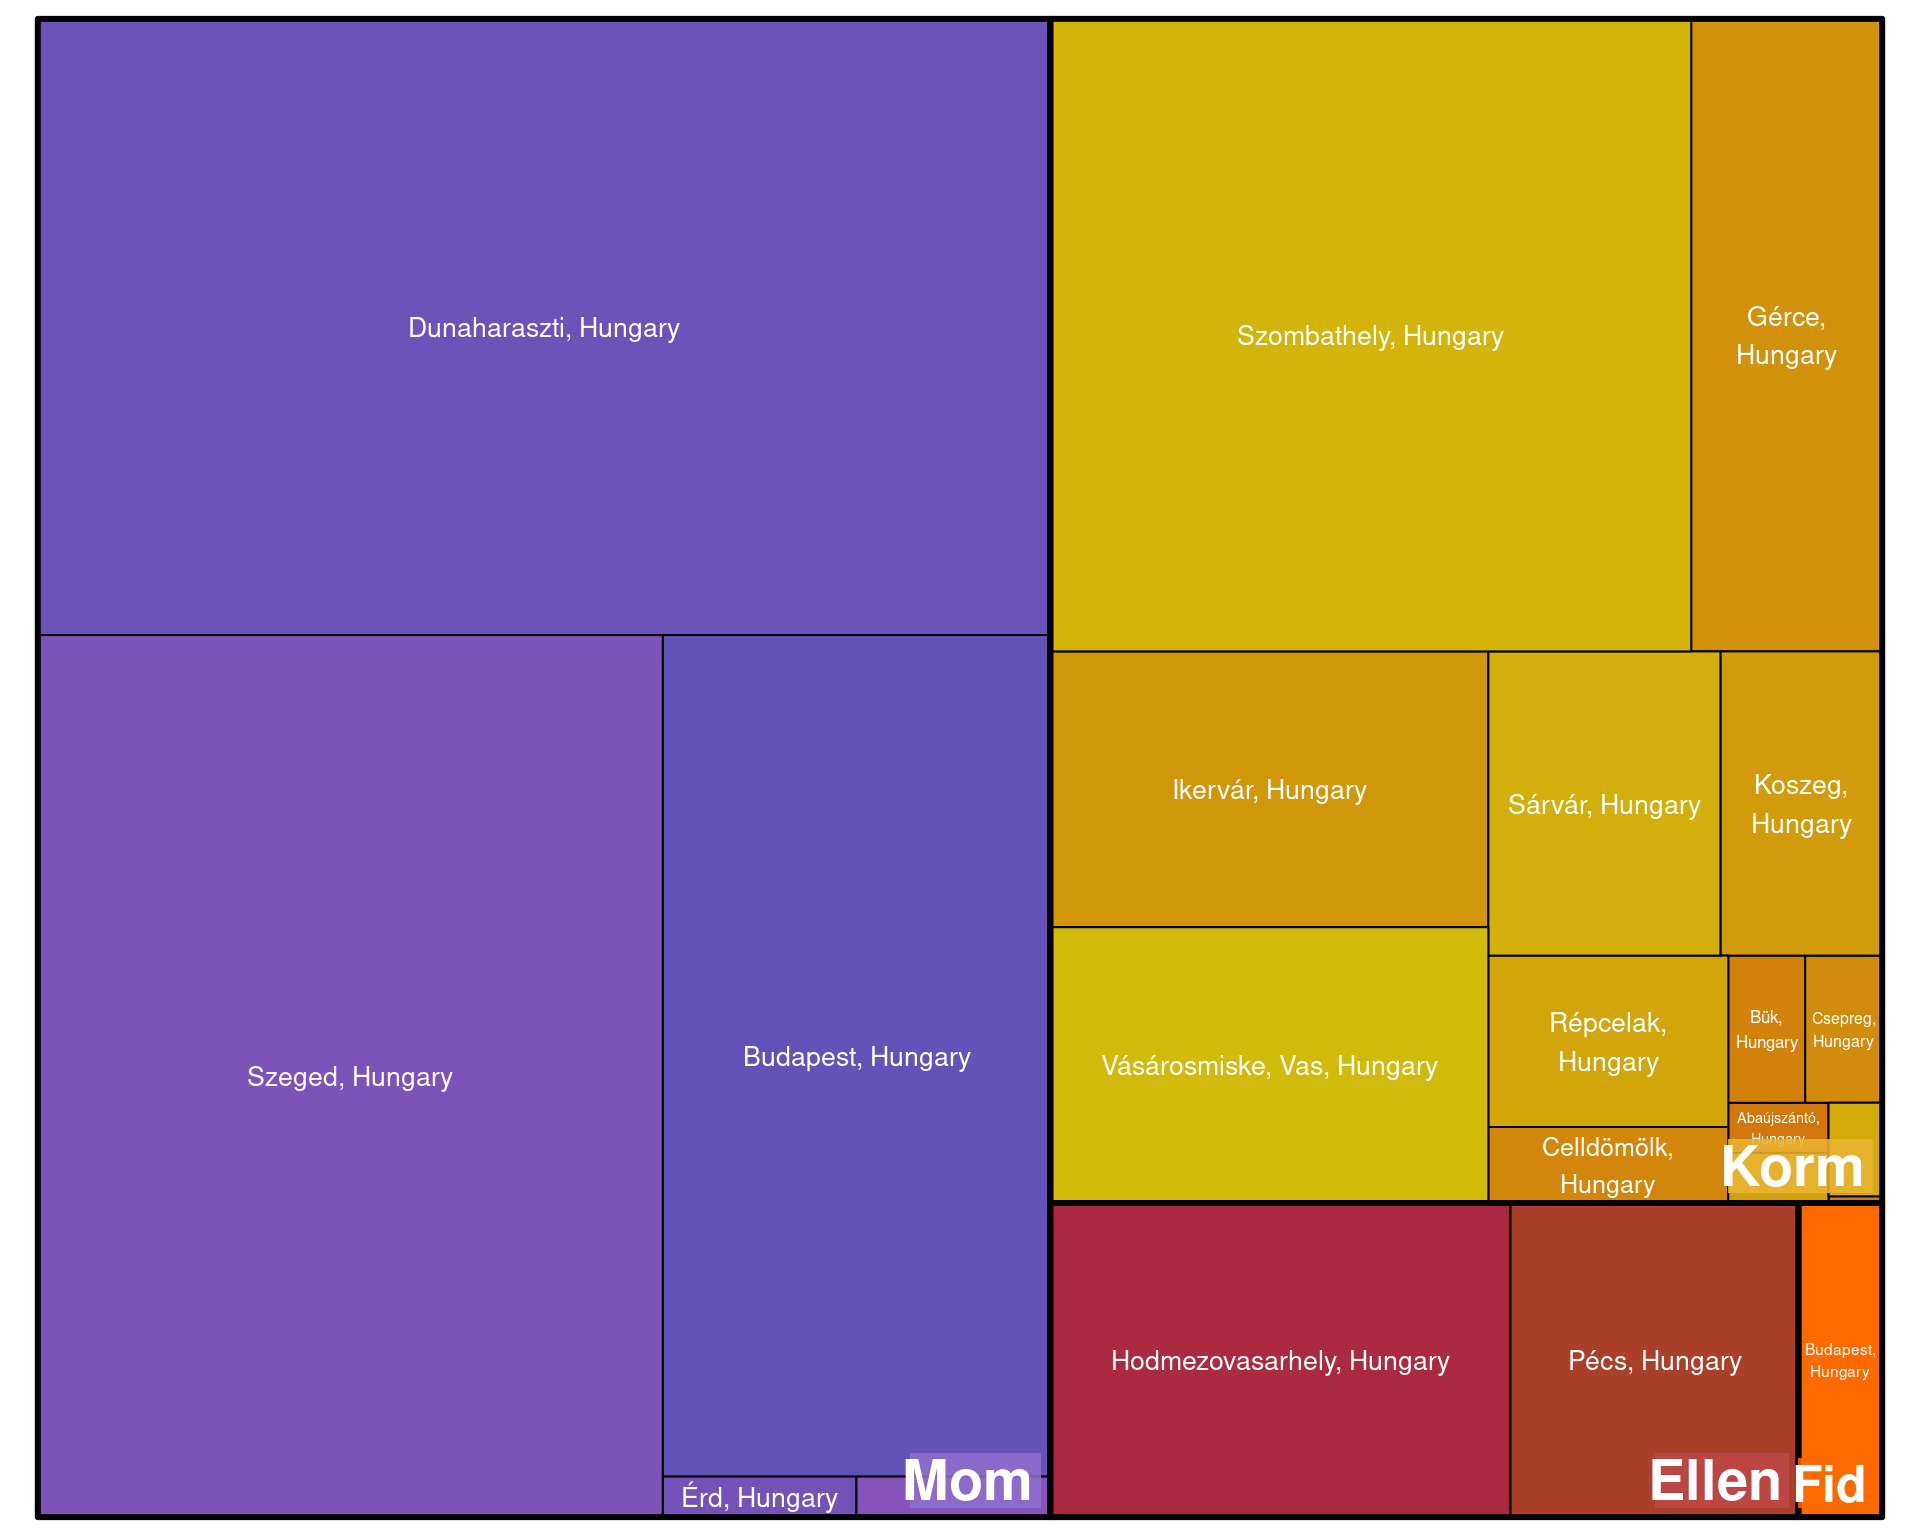 Dunaharaszti, Hungary
Szeged, Hungary
Budapest, Hungary
Érd, Hungary
Mom
Szombathely, Hungary
Gérce,
Hungary
Ikervár, Hungary
Sárvár, Hungary
Koszeg,
Hungary
Vásárosmiske, Vas, Hungary
Répcelak,
Hungary
Bük,
Hungary
Csepreg,
Hungary
Celldömölk,
Hungary
Abaújszántó,
Hungary
Korm
Hodmezovasarhely, Hungary
Pécs, Hungary
Ellen
Budapest,
Hungary
Fid